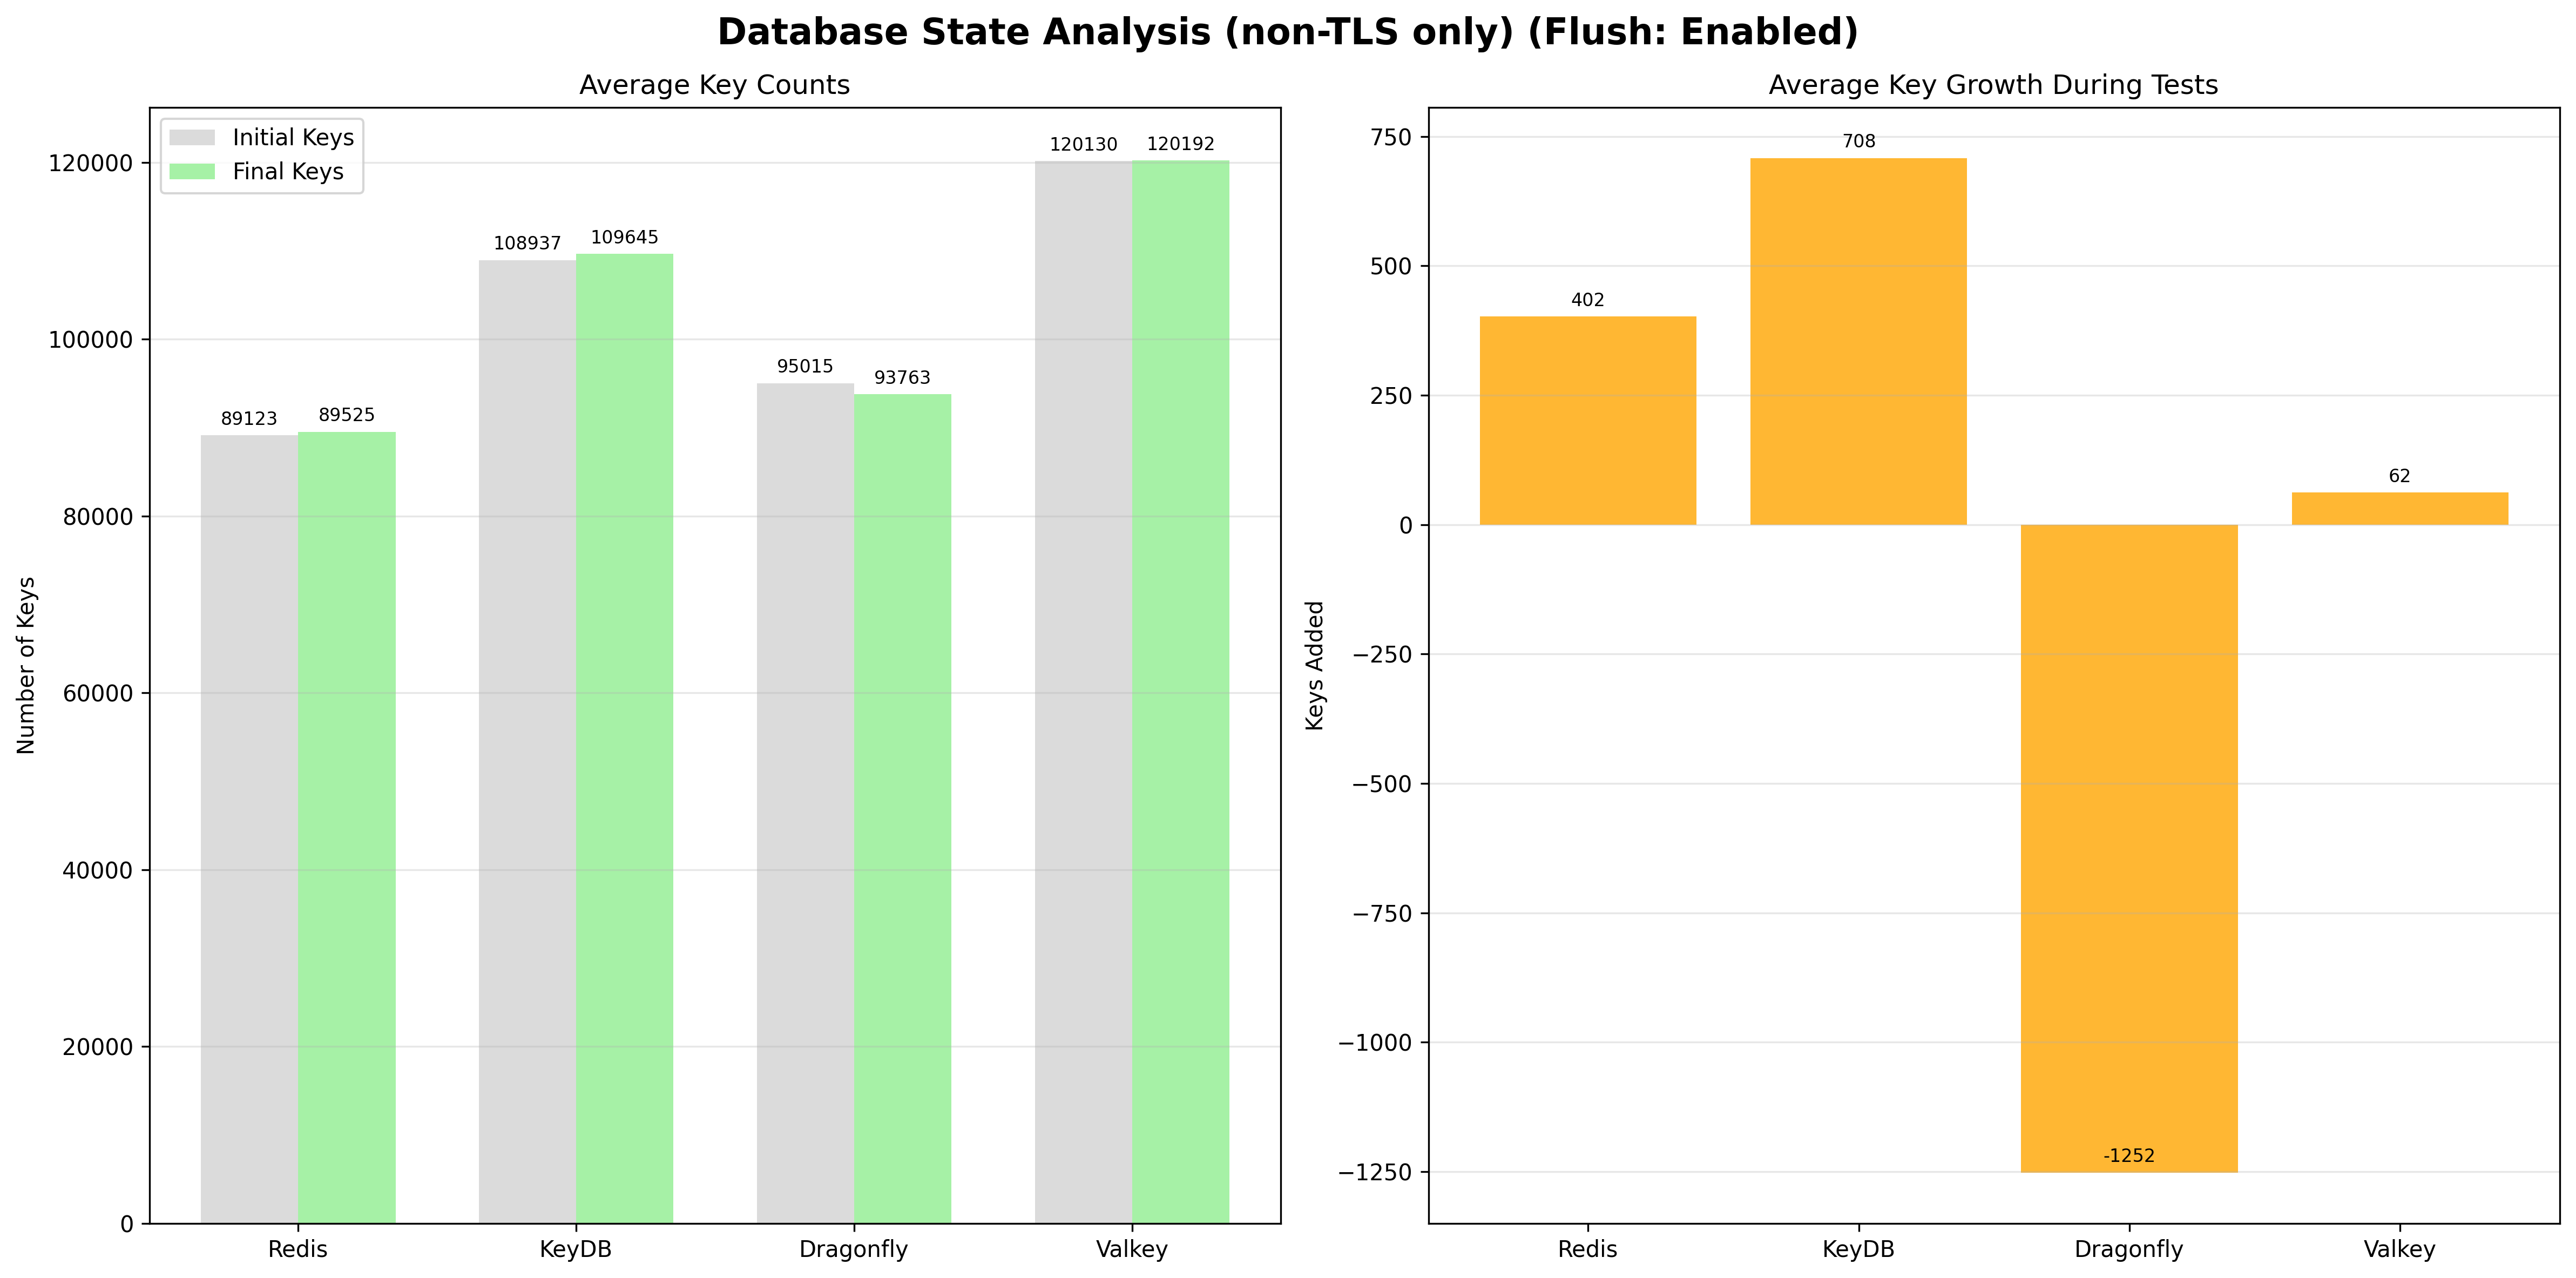 Database State Analysis (non-TLS only) (Flush: Enabled)
Average Key Counts
Initial Keys
Final Keys
Number of Keys
120000
100000
80000
60000
40000
20000
0
89123
89525
108937
109645
95015
93763
120130
120192
Redis
KeyDB
Dragonfly
Valkey
Average Key Growth During Tests
Keys Added
750
500
250
0
−250
−500
−750
−1000
−1250
402
708
-1252
62
Redis
KeyDB
Dragonfly
Valkey